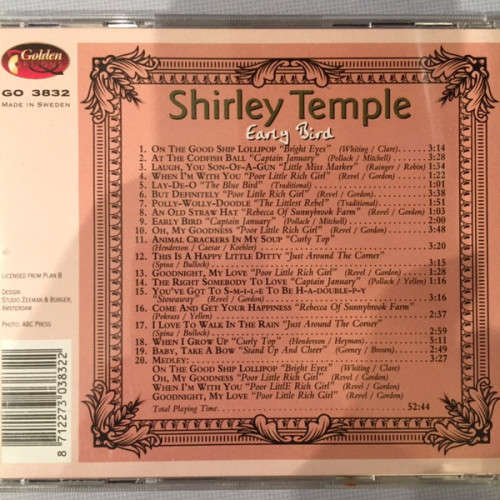 Golden
GO 3832
MADE IN SWEDEN
LICENSED FROM PLAN B
DESIGN:
STUDIO ZEEMAN & BURGER,
AMSTERDAM
PHOTO: ABC PRESS
8 712273 038322
Shirley Temple
Early Bird
1. ON THE GOOD SHIP LOLLIPOP "Bright Eyes" (Whiting / Clare) .... 3:14
2. AT THE CODFISH BALL "Captain January" (Pollack / Mitchell) .... 3:28
3. LAUGH, YOU SON-OF-A-GUN "Little Miss Marker" (Rainger / Robin) 1:54
4. WHEN I'M WITH YOU "Poor Little Rich Girl" (Revel / Gordon) .... 1:22
5. LAY-DE-O "The Blue Bird" (Traditional) .... 1:01
6. BUT DEFINITELY "Poor Little Rich Girl" (Revel / Gordon) .... 1:38
7. POLLY-WOLLY-DOODLE "The Littlest Rebel" (Traditional) .... 1:51
8. AN OLD STRAW HAT "Rebecca Of Sunnybrook Farm" (Revel / Gordon) 1:03
9. EARLY BIRD "Captain January" (Pollack / Mitchell) .... 2:00
10. OH, MY GOODNESS "Poor Little Rich Girl" (Revel / Gordon) .... 2:08
11. ANIMAL CRACKERS IN MY SOUP "Curly Top"
(Henderson / Caesar / Koehler) .... 3:20
12. THIS IS A HAPPY LITTLE DITTY "Just Around The Corner"
(Spina / Bullock) .... 3:15
13. GOODNIGHT, MY LOVE "Poor Little Rich Girl" (Revel / Gordon) 1:28
14. THE RIGHT SOMEBODY TO LOVE "Captain January" (Pollack / Yellen) 1:16
15. YOU'VE GOT TO S-M-I-L-E TO BE H-A-DOUBLE-P-Y
"Stowaway" (Revel / Gordon) .... 3:16
16. COME AND GET YOUR HAPPINESS "Rebecca Of Sunnybrook Farm"
(Pokrass / Yellen) .... 2:31
17. I LOVE TO WALK IN THE RAIN "Just Around The Corner"
(Spina / Bullock) .... 2:59
18. WHEN I GROW UP "Curly Top" (Henderson / Heyman) .... 5:11
19. BABY, TAKE A BOW "Stand Up And Cheer" (Gorney / Brown) .... 2:49
20. MEDLEY: .... 3:27
ON THE GOOD SHIP LOLLIPOP "Bright Eyes" (Whiting / Clare)
OH, MY GOODNESS "Poor Little Rich Girl" (Revel / Gordon)
WHEN I'M WITH YOU "Poor Little Rich Girl" (Revel / Gordon)
GOODNIGHT, MY LOVE "Poor Little Rich Girl" (Revel / Gordon)
Total Playing Time .... 52:44